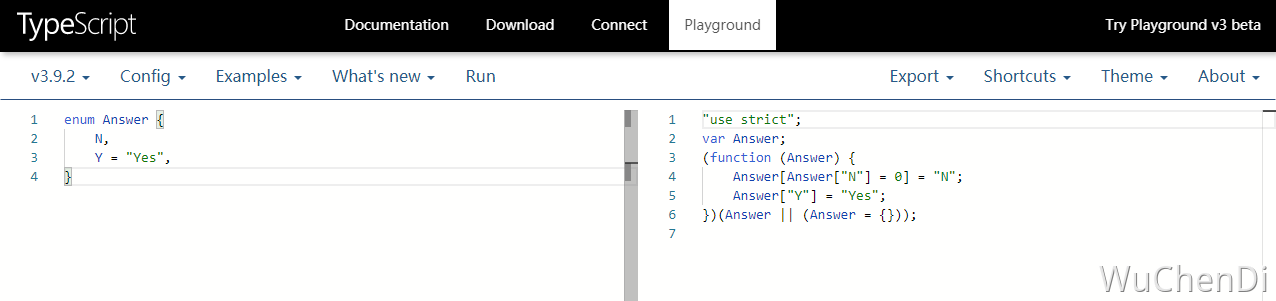 TypeScript Documentation Download Connect Playground Try Playground v3 beta
v3.9.2 Config Examples What's new Run Export Shortcuts Theme About
1 enum Answer {
2     N,
3     Y = "Yes",
4 }
1 "use strict";
2 var Answer;
3 (function (Answer) {
4     Answer[Answer["N"] = 0] = "N";
5     Answer["Y"] = "Yes";
6 })(Answer || (Answer = {}));
7
WuChenDi